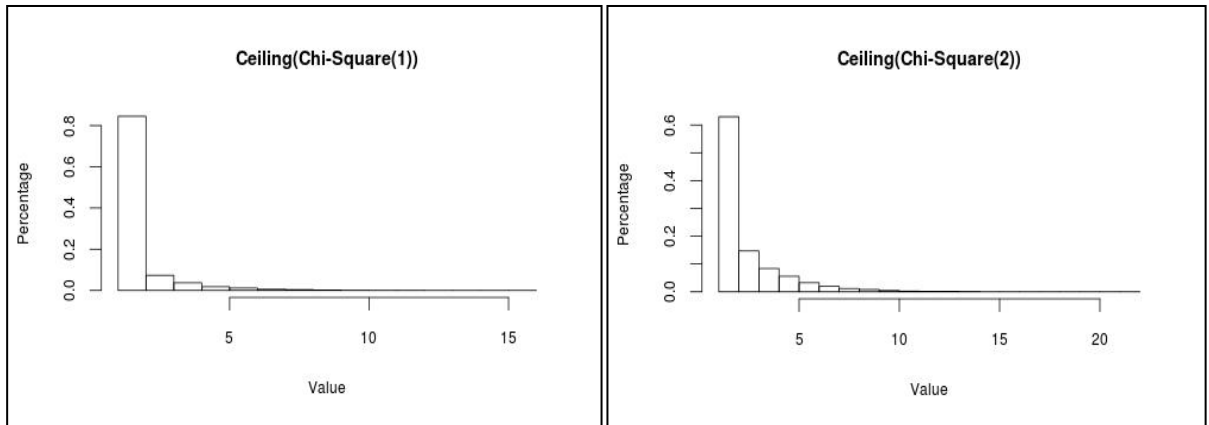 Ceiling(Chi-Square(1))
Percentage
0.8
0.6
0.4
0.2
0.0
5 10 15
Value
Ceiling(Chi-Square(2))
Percentage
0.6
0.4
0.2
0.0
5 10 15 20
Value